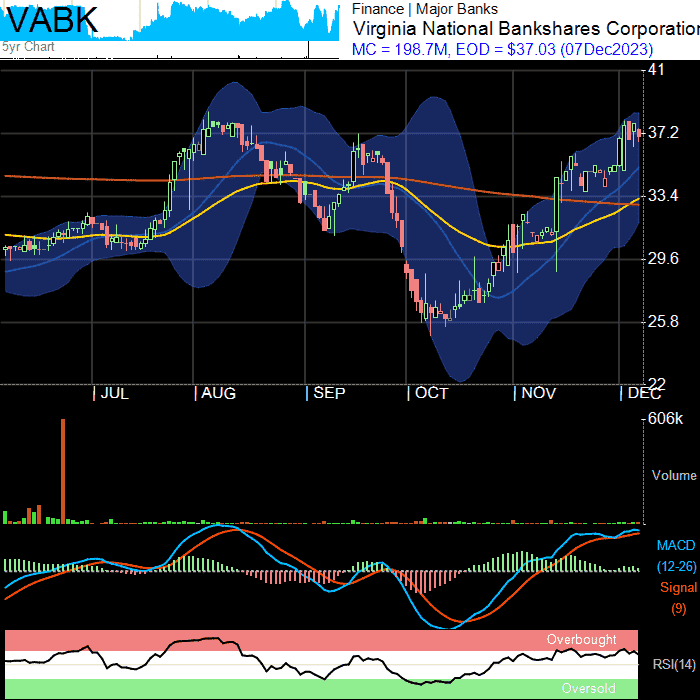 VABK
5yr Chart
Finance | Major Banks
Virginia National Bankshares Corporation
MC = 198.7M, EOD = $37.03 (07Dec2023)
41
37.2
33.4
29.6
25.8
22
| JUL | AUG | SEP | OCT | NOV | DEC
606k
Volume
MACD
(12-26)
Signal
(9)
Overbought
RSI(14)
Oversold